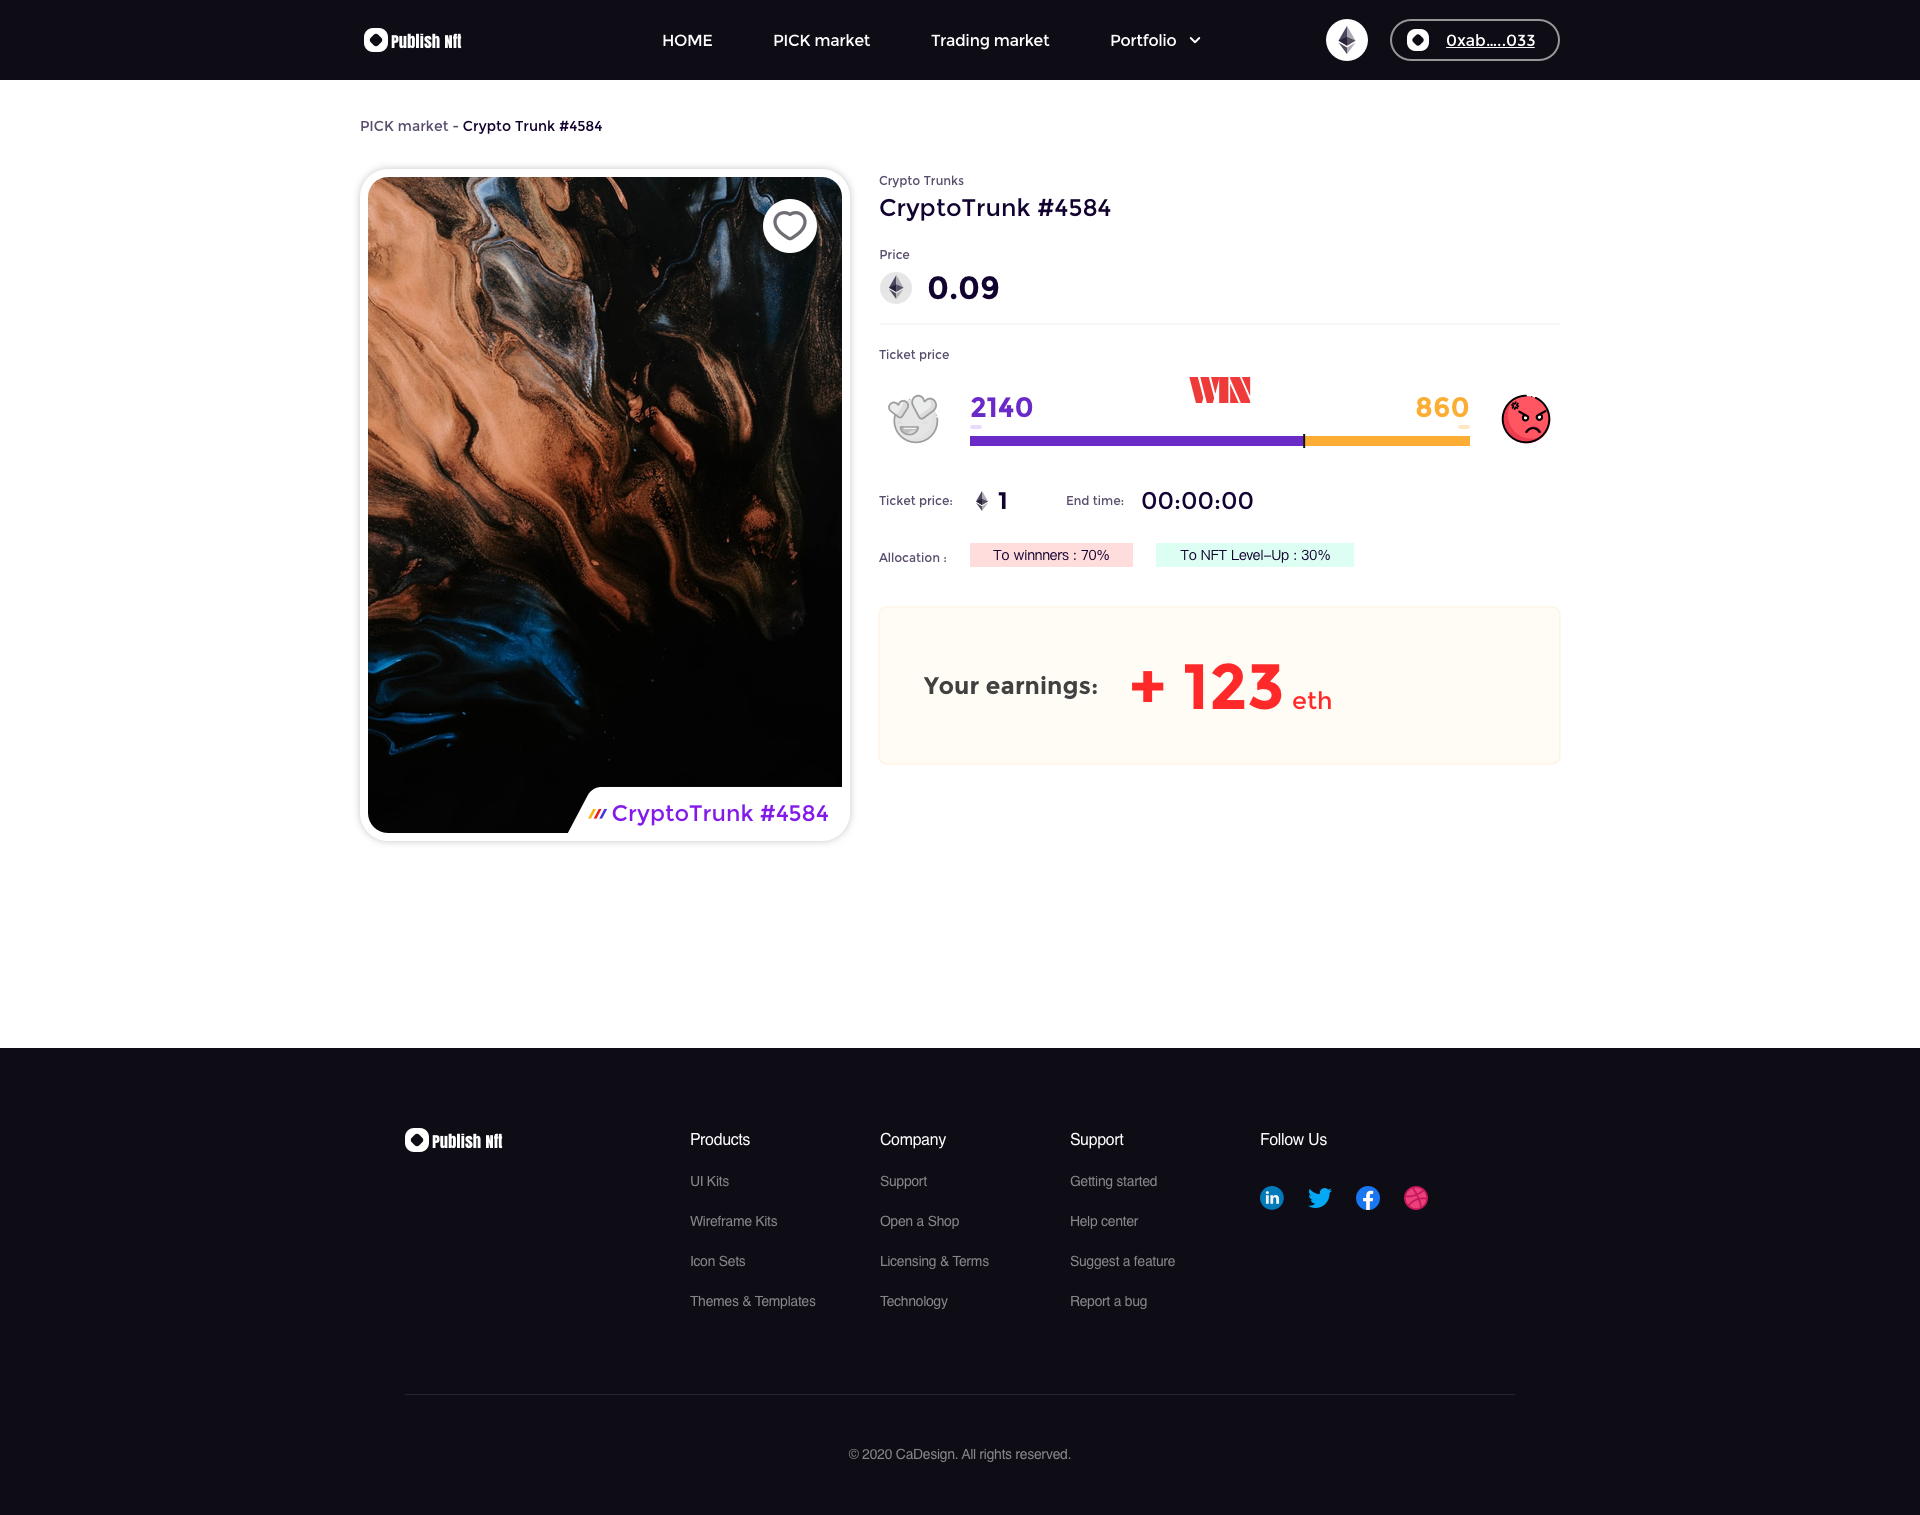 Publish Nft
HOME
PICK market
Trading market
Portfolio
0xab.....033
PICK market - Crypto Trunk #4584
Crypto Trunks
CryptoTrunk #4584
Price
0.09
Ticket price
WIN
2140
860
Ticket price:
1
End time:
00:00:00
Allocation :
To winnners : 70%
To NFT Level-Up : 30%
Your earnings:
+ 123 eth
CryptoTrunk #4584
Publish Nft
Products
Company
Support
Follow Us
UI Kits
Support
Getting started
Wireframe Kits
Open a Shop
Help center
Icon Sets
Licensing & Terms
Suggest a feature
Themes & Templates
Technology
Report a bug
© 2020 CaDesign. All rights reserved.